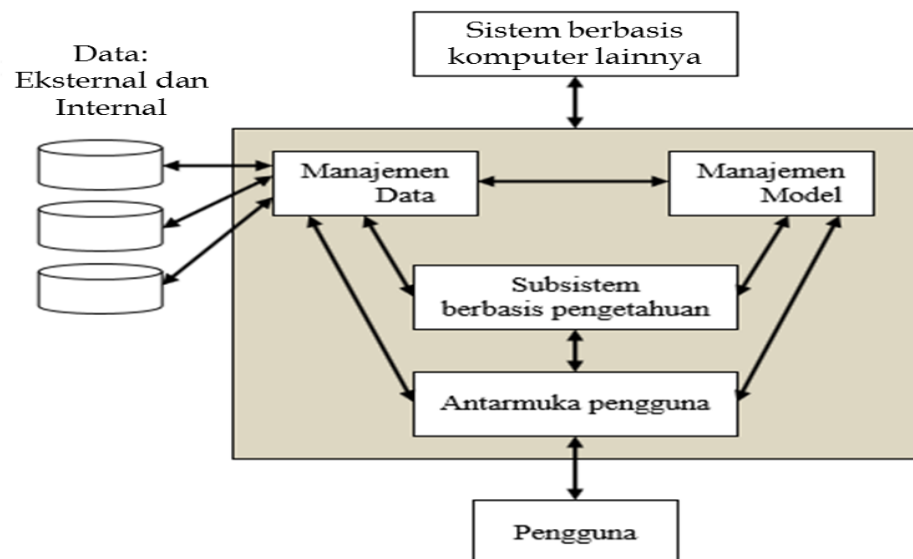 Sistem berbasis
komputer lainnya
Data:
Eksternal dan
Internal
Manajemen
Data
Manajemen
Model
Subsistem
berbasis pengetahuan
Antarmuka pengguna
Pengguna